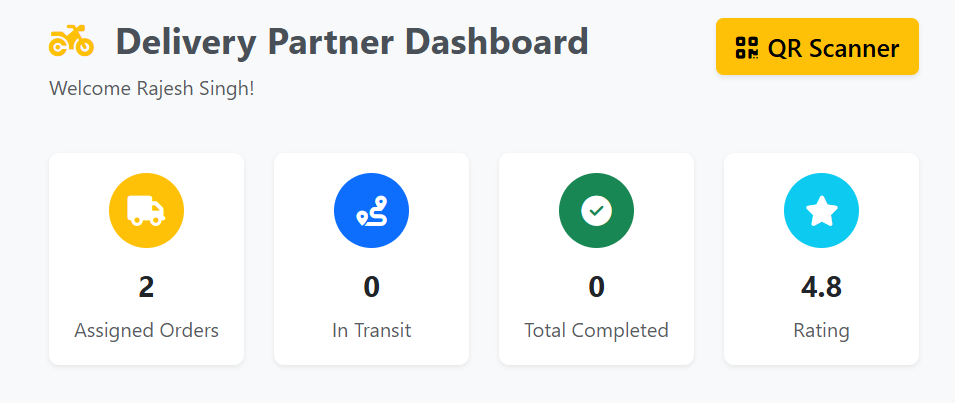 Delivery Partner Dashboard
QR Scanner
Welcome Rajesh Singh!
2
Assigned Orders
0
In Transit
0
Total Completed
4.8
Rating